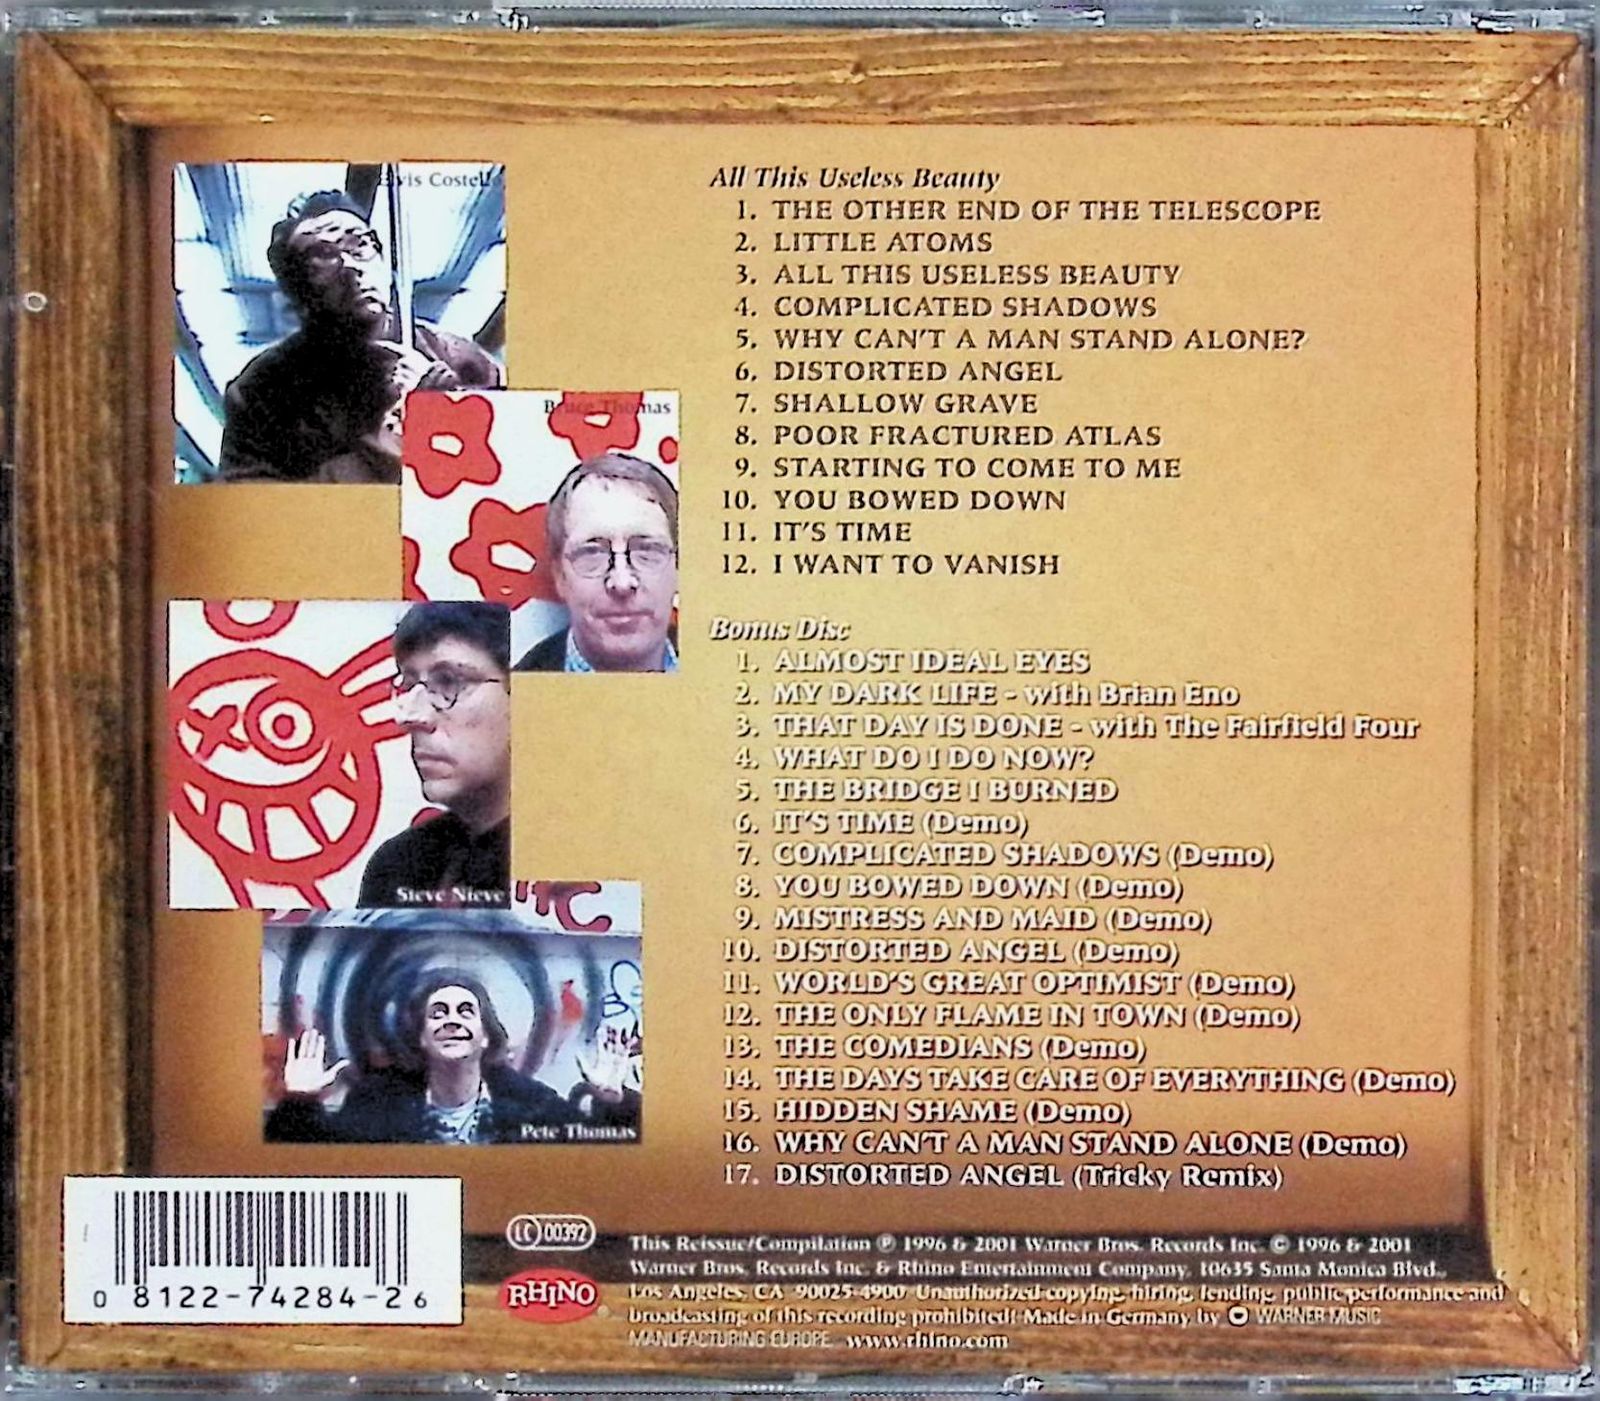 Elvis Costello
Bruce Thomas
Steve Nieve
Pete Thomas
All This Useless Beauty
1. THE OTHER END OF THE TELESCOPE
2. LITTLE ATOMS
3. ALL THIS USELESS BEAUTY
4. COMPLICATED SHADOWS
5. WHY CAN'T A MAN STAND ALONE?
6. DISTORTED ANGEL
7. SHALLOW GRAVE
8. POOR FRACTURED ATLAS
9. STARTING TO COME TO ME
10. YOU BOWED DOWN
11. IT'S TIME
12. I WANT TO VANISH
Bonus Disc
1. ALMOST IDEAL EYES
2. MY DARK LIFE - with Brian Eno
3. THAT DAY IS DONE - with The Fairfield Four
4. WHAT DO I DO NOW?
5. THE BRIDGE I BURNED
6. IT'S TIME (Demo)
7. COMPLICATED SHADOWS (Demo)
8. YOU BOWED DOWN (Demo)
9. MISTRESS AND MAID (Demo)
10. DISTORTED ANGEL (Demo)
11. WORLD'S GREAT OPTIMIST (Demo)
12. THE ONLY FLAME IN TOWN (Demo)
13. THE COMEDIANS (Demo)
14. THE DAYS TAKE CARE OF EVERYTHING (Demo)
15. HIDDEN SHAME (Demo)
16. WHY CAN'T A MAN STAND ALONE (Demo)
17. DISTORTED ANGEL (Tricky Remix)
0 8122-74284-2 6
LC 00392
RHINO
This Reissue/Compilation ℗ 1996 & 2001 Warner Bros. Records Inc. © 1996 & 2001
Warner Bros. Records Inc. & Rhino Entertainment Company, 10635 Santa Monica Blvd.,
Los Angeles, CA 90025-4900 Unauthorized copying, hiring, lending, public performance and
broadcasting of this recording prohibited! Made in Germany by WARNER MUSIC
MANUFACTURING EUROPE. www.rhino.com